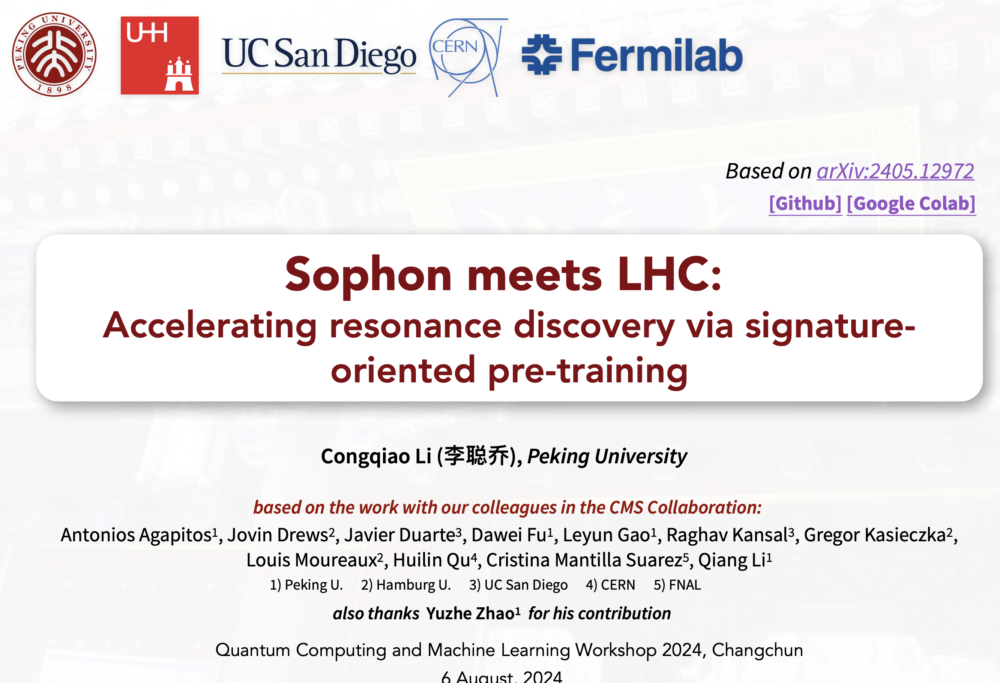 PEKING UNIVERSITY
1898
UHH
UC San Diego
CERN
Fermilab
Based on arXiv:2405.12972
[Github] [Google Colab]
Sophon meets LHC:
Accelerating resonance discovery via signature-
oriented pre-training
Congqiao Li (李聪乔), Peking University
based on the work with our colleagues in the CMS Collaboration:
Antonios Agapitos¹, Jovin Drews², Javier Duarte³, Dawei Fu¹, Leyun Gao¹, Raghav Kansal³, Gregor Kasieczka²,
Louis Moureaux², Huilin Qu⁴, Cristina Mantilla Suarez⁵, Qiang Li¹
1) Peking U. 2) Hamburg U. 3) UC San Diego 4) CERN 5) FNAL
also thanks Yuzhe Zhao¹ for his contribution
Quantum Computing and Machine Learning Workshop 2024, Changchun
6 August, 2024